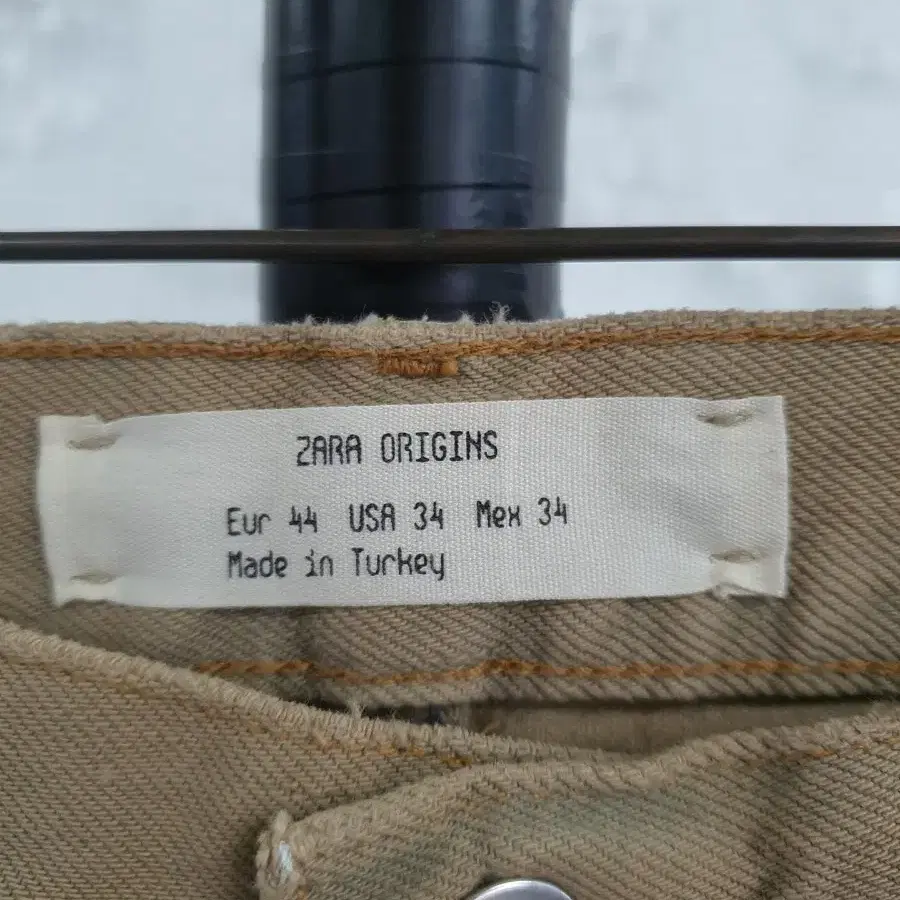 ZARA ORIGINS
Eur 44 USA 34 Mex 34
Made in Turkey